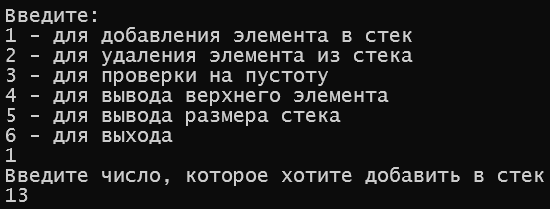 Введите:
1 - для добавления элемента в стек
2 - для удаления элемента из стека
3 - для проверки на пустоту
4 - для вывода верхнего элемента
5 - для вывода размера стека
6 - для выхода
1
Введите число, которое хотите добавить в стек
13